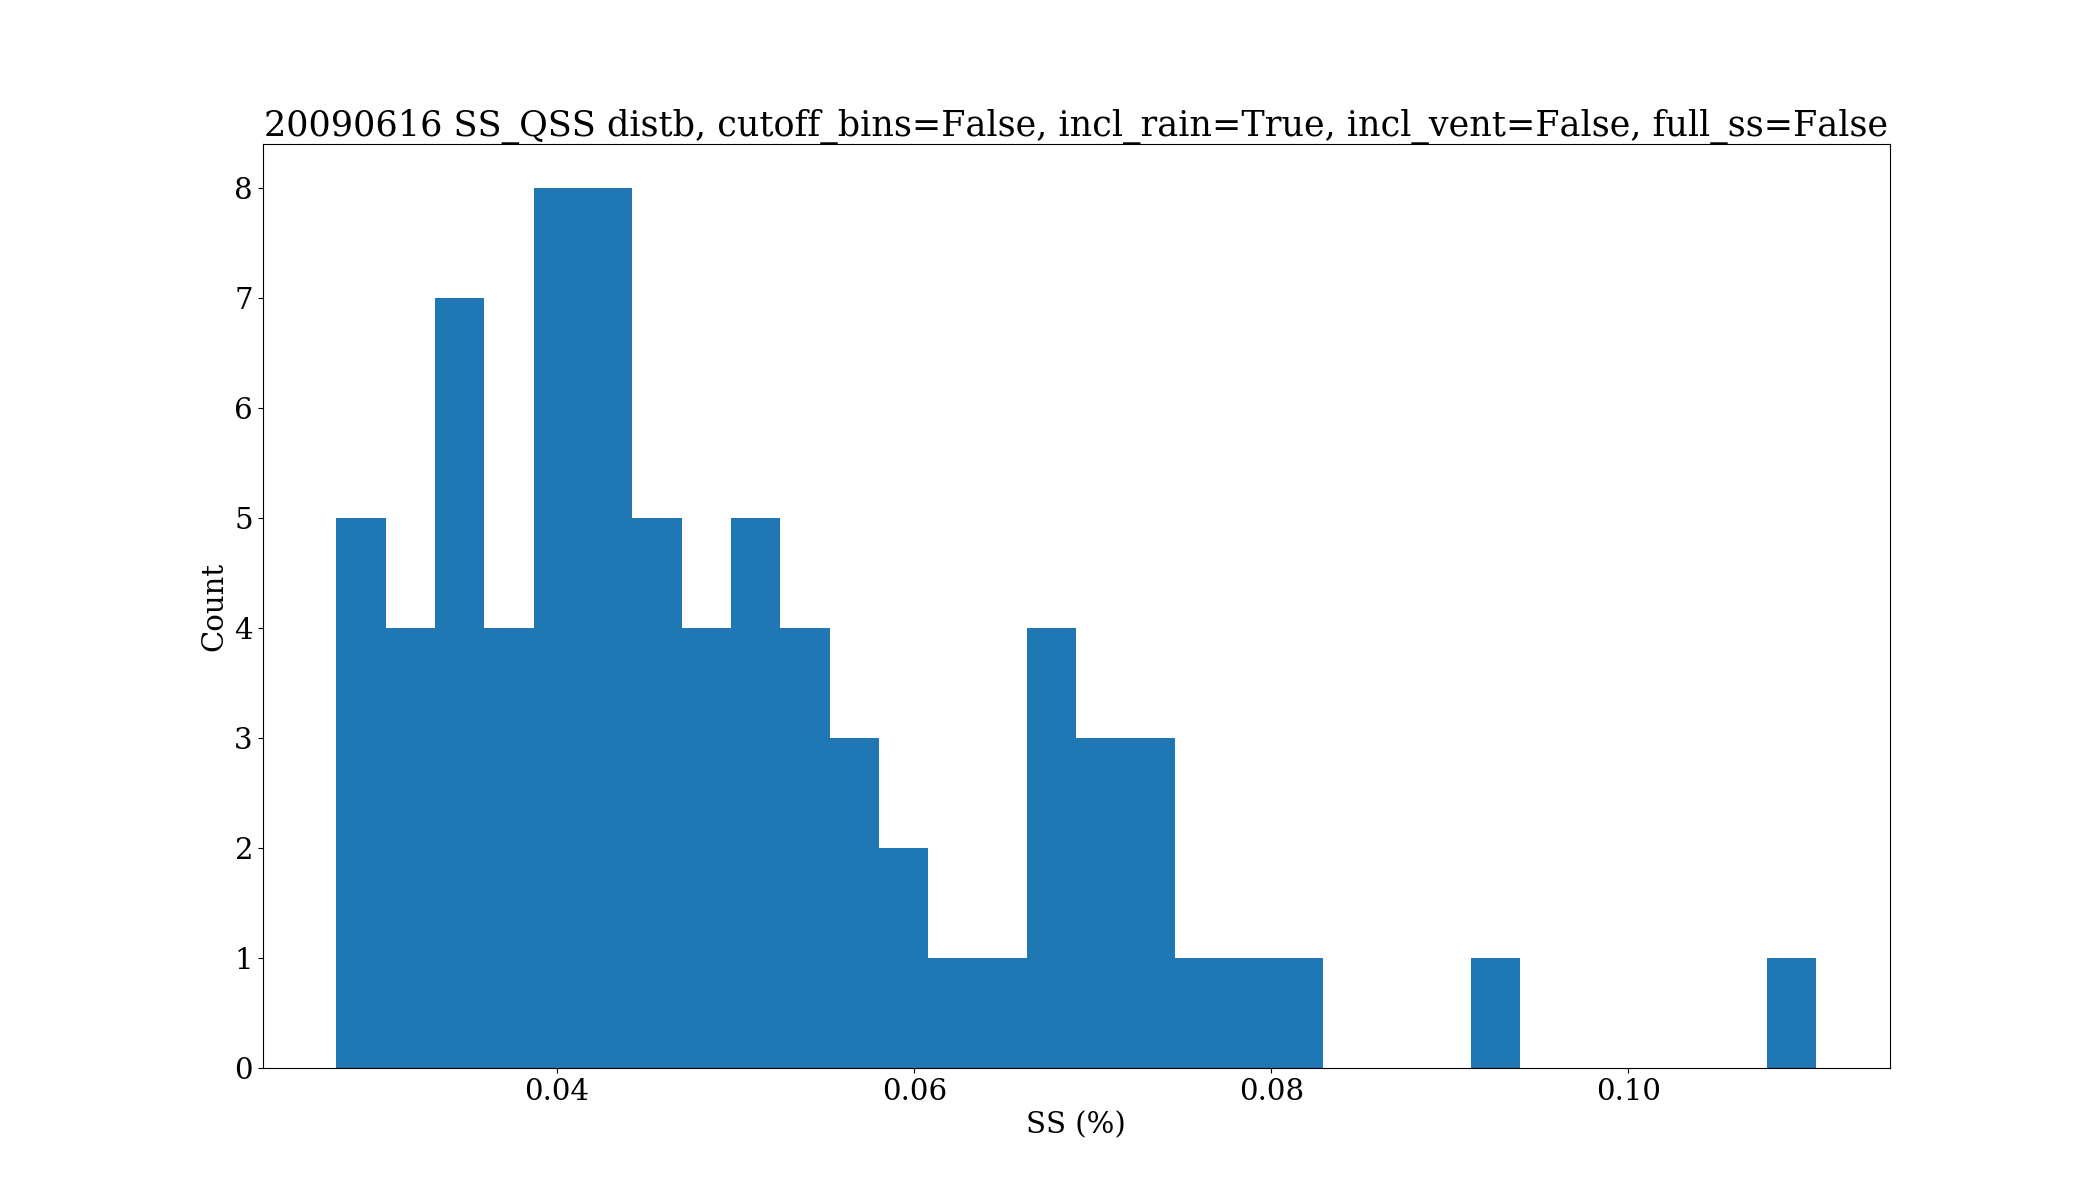 20090616 SS_QSS distb, cutoff_bins=False, incl_rain=True, incl_vent=False, full_ss=False
8
7
6
5
4
3
2
1
0
Count
0.04 0.06 0.08 0.10
SS (%)